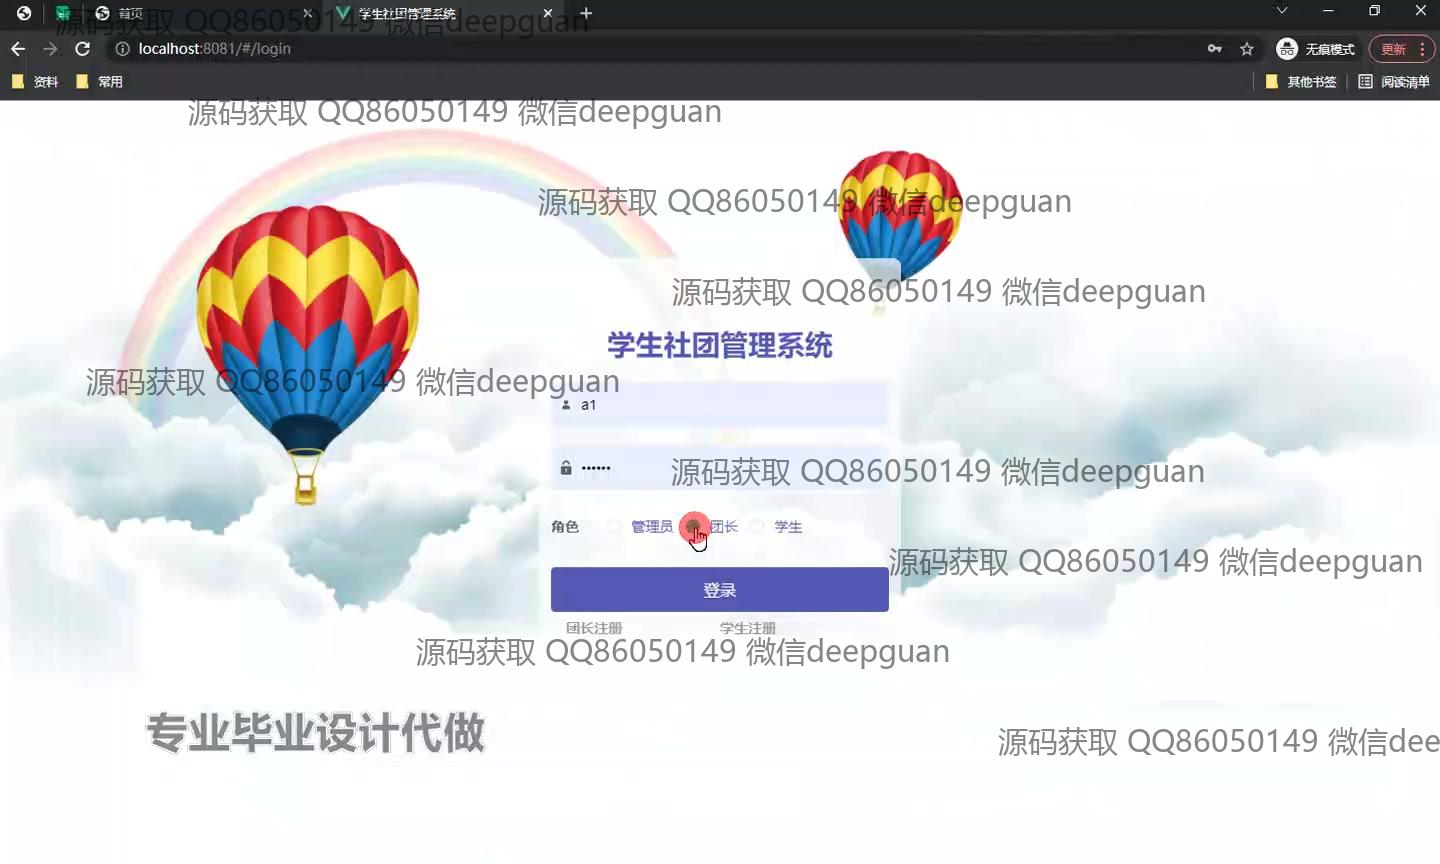 首页
学生社团管理系统
源码获取 QQ86050149 微信deepguan
localhost:8081/#/login
无痕模式
更新
资料
常用
其他书签
阅读清单
源码获取 QQ86050149 微信deepguan
源码获取 QQ86050149 微信deepguan
源码获取 QQ86050149 微信deepguan
学生社团管理系统
源码获取 QQ86050149 微信deepguan
a1
源码获取 QQ86050149 微信deepguan
角色 管理员 团长 学生
源码获取 QQ86050149 微信deepguan
登录
团长注册 学生注册
源码获取 QQ86050149 微信deepguan
专业毕业设计代做
源码获取 QQ86050149 微信dee